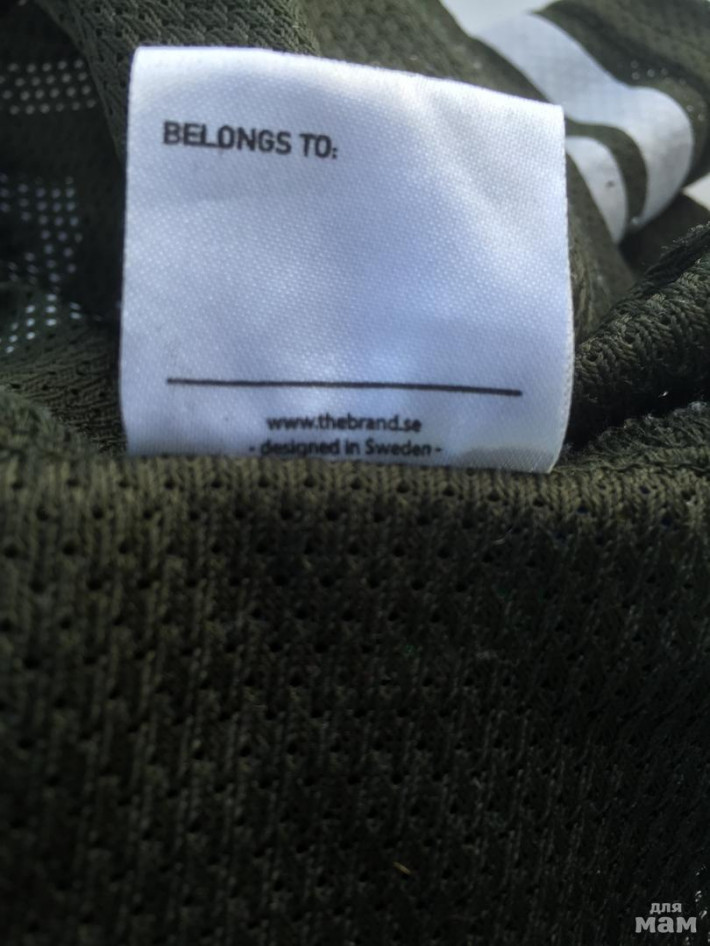 BELONGS TO:
www.thebrand.se
- designed in Sweden -
для
мам